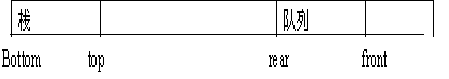 栈 队列
Bottom top rear front